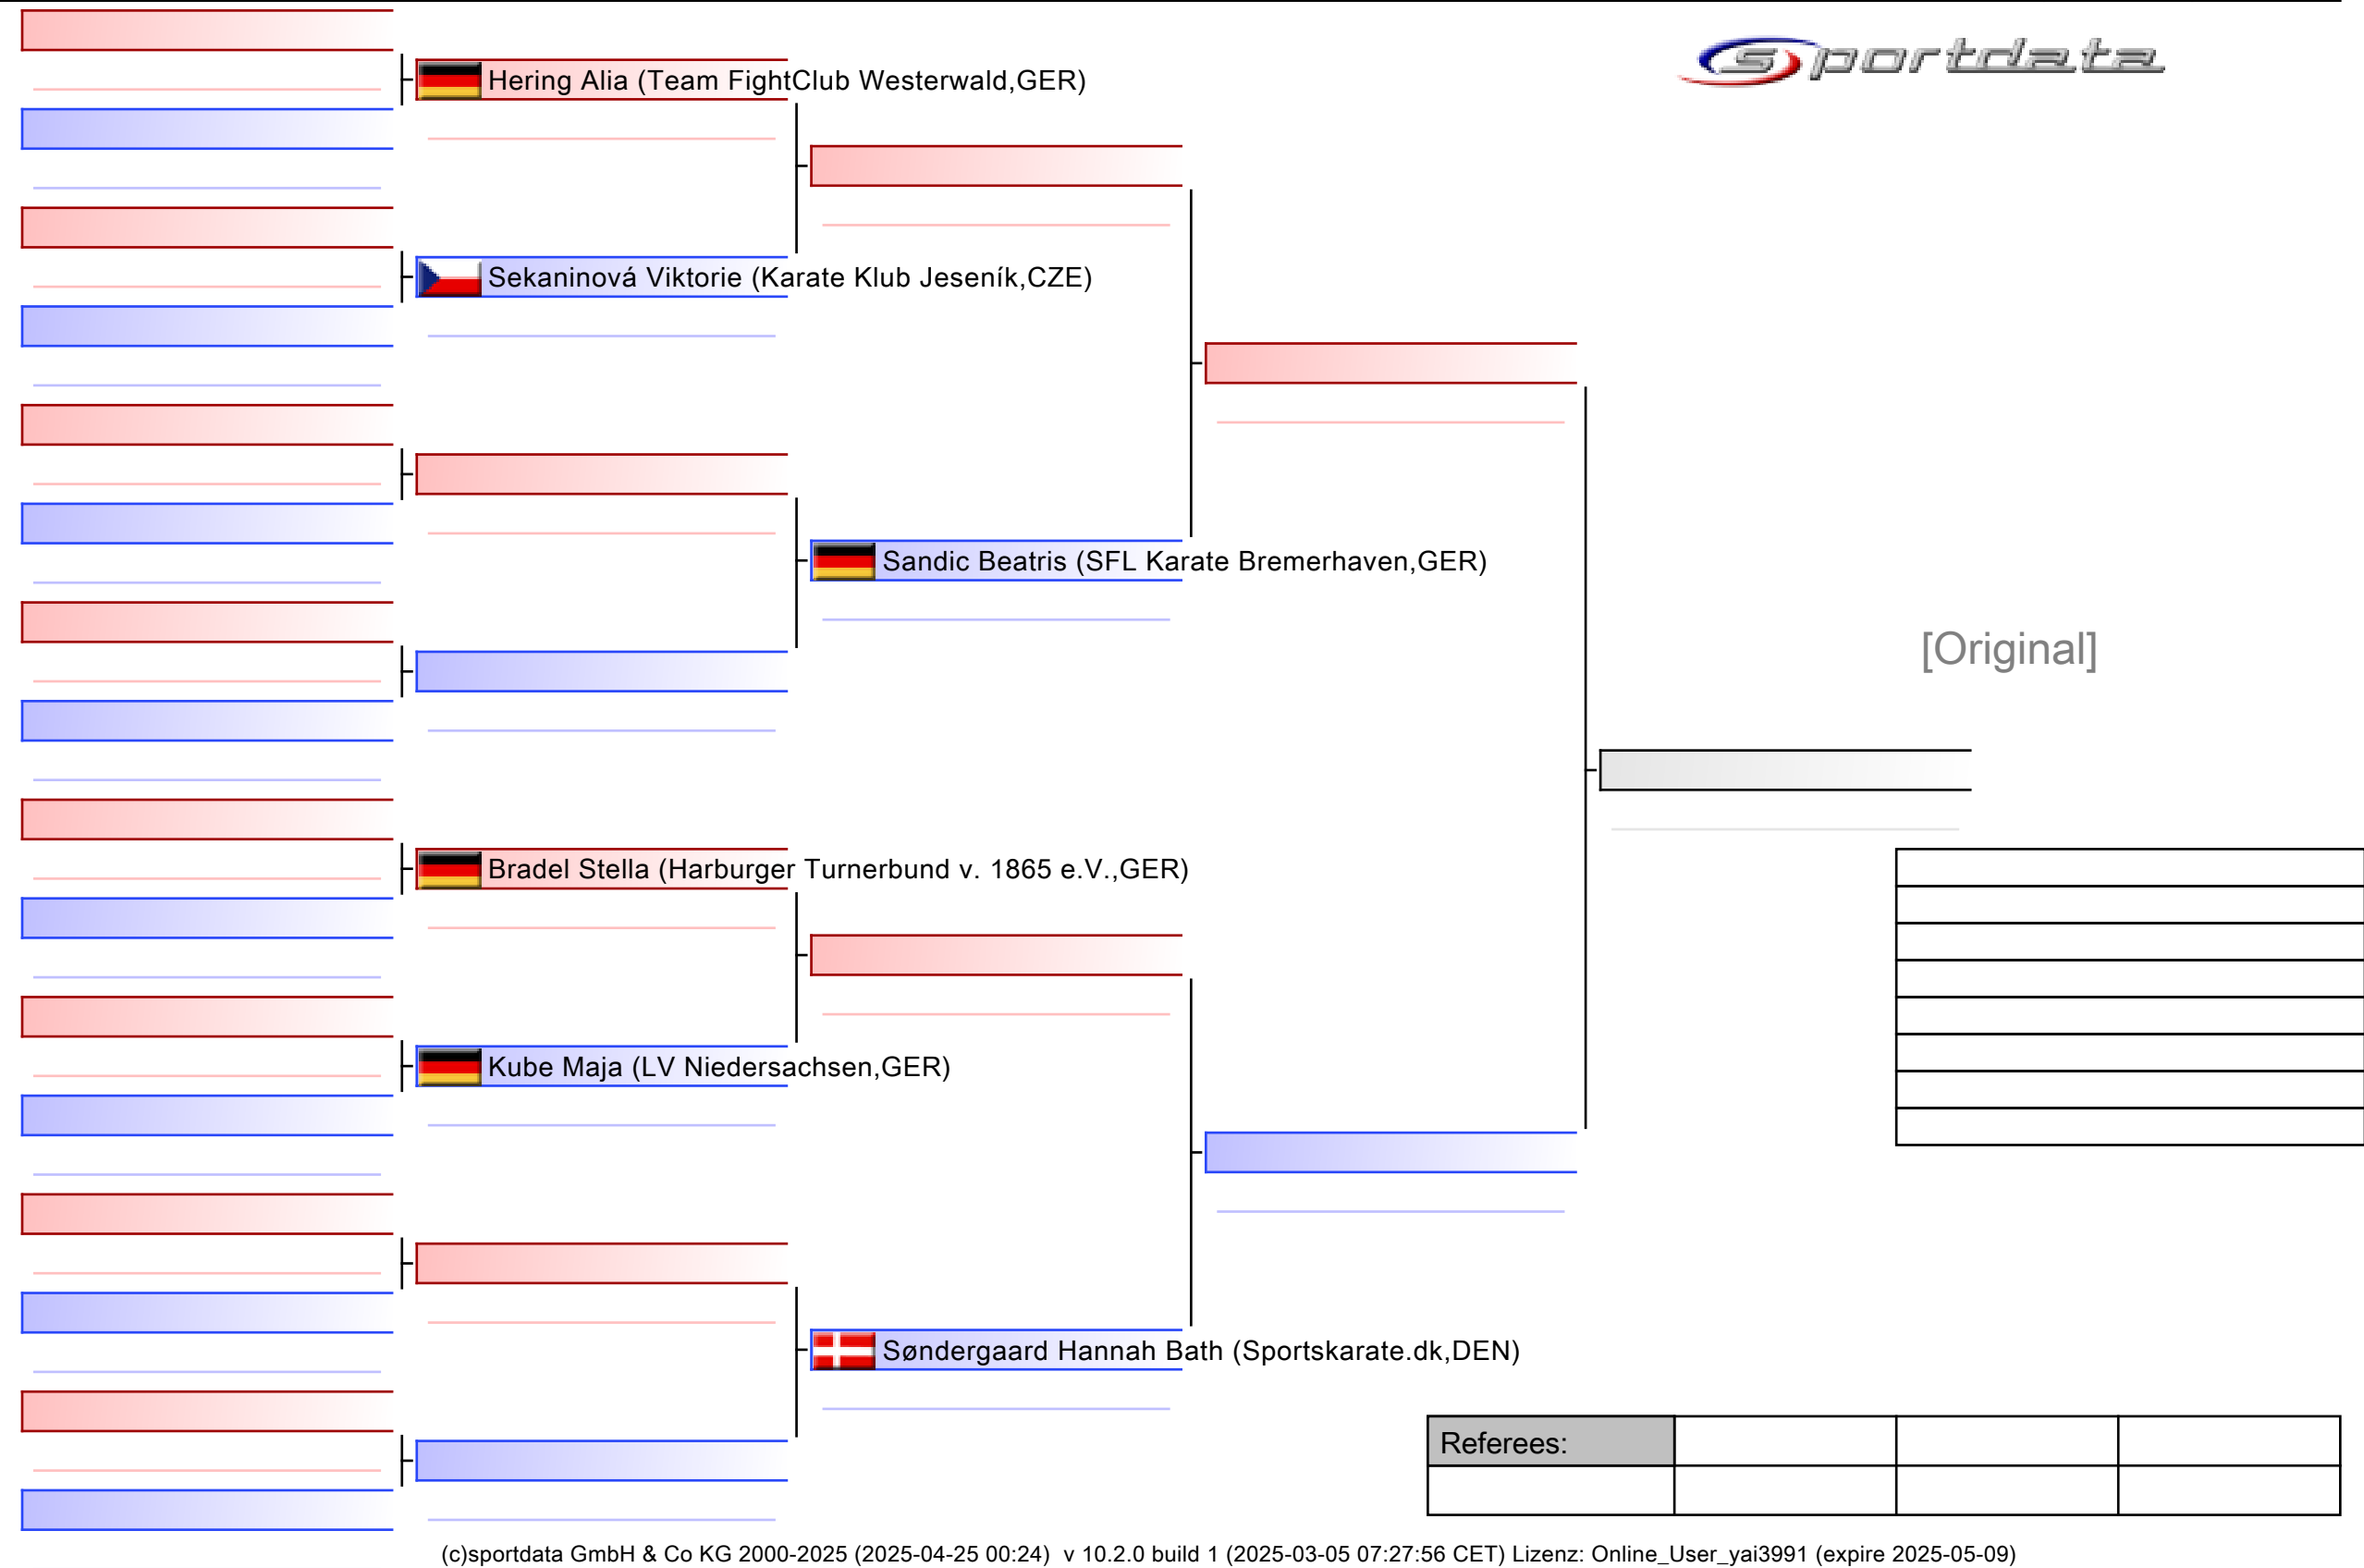 sportdata
Hering Alia (Team FightClub Westerwald,GER)
Sekaninová Viktorie (Karate Klub Jeseník,CZE)
Sandic Beatris (SFL Karate Bremerhaven,GER)
[Original]
Bradel Stella (Harburger Turnerbund v. 1865 e.V.,GER)
Kube Maja (LV Niedersachsen,GER)
Søndergaard Hannah Bath (Sportskarate.dk,DEN)
Referees:
(c)sportdata GmbH & Co KG 2000-2025 (2025-04-25 00:24)  v 10.2.0 build 1 (2025-03-05 07:27:56 CET) Lizenz: Online_User_yai3991 (expire 2025-05-09)